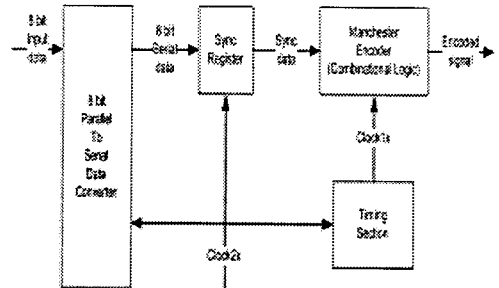 8 bit
Input
data
8 bit
Serial
data
Sync
Register
Sync
data
Manchester
Encoder
(Combinational Logic)
Encoded
signal
8 bit
Parallel
To
Serial
Data
Converter
Clock1x
Timing
Section
Clock2x